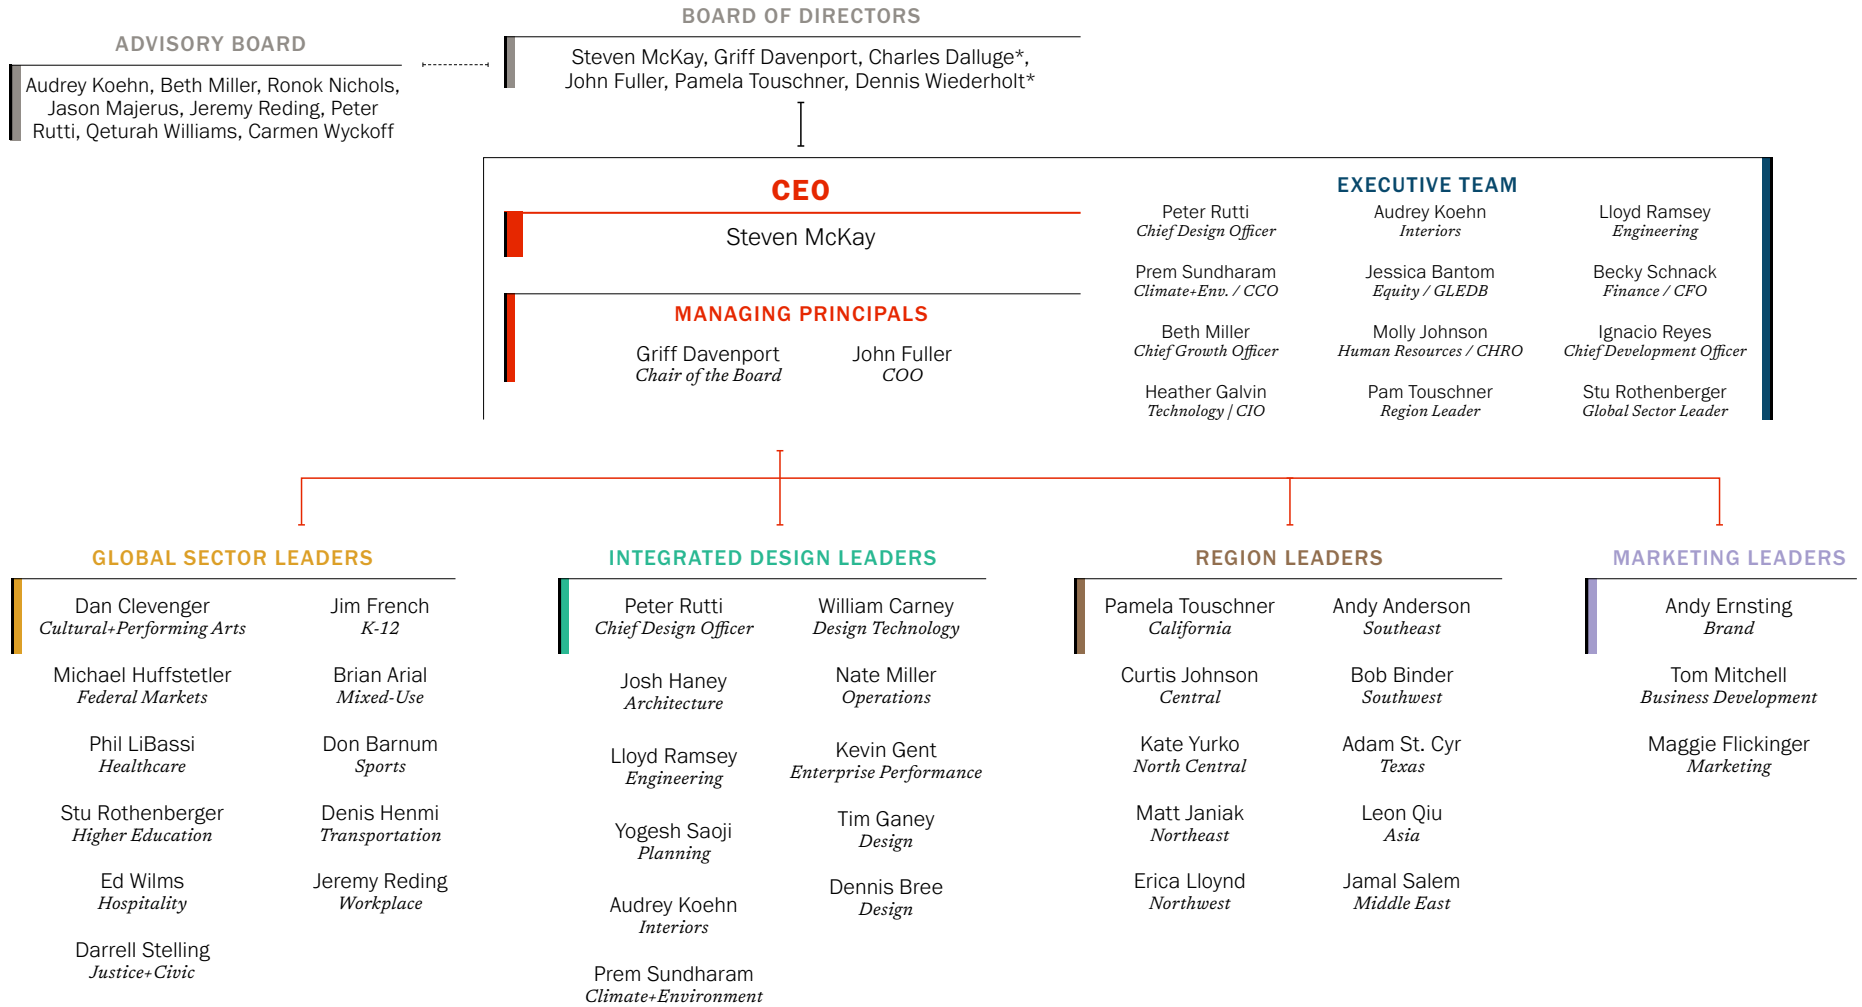 BOARD OF DIRECTORS
Steven McKay, Griff Davenport, Charles Dalluge*,
John Fuller, Pamela Touschner, Dennis Wiederholt*
ADVISORY BOARD
Audrey Koehn, Beth Miller, Ronok Nichols,
Jason Majerus, Jeremy Reding, Peter
Rutti, Qeturah Williams, Carmen Wyckoff
CEO
Steven McKay
MANAGING PRINCIPALS
Griff Davenport
Chair of the Board
John Fuller
COO
EXECUTIVE TEAM
Peter Rutti
Chief Design Officer
Audrey Koehn
Interiors
Lloyd Ramsey
Engineering
Prem Sundharam
Climate+Env. / CCO
Jessica Bantom
Equity / GLEDB
Becky Schnack
Finance / CFO
Beth Miller
Chief Growth Officer
Molly Johnson
Human Resources / CHRO
Ignacio Reyes
Chief Development Officer
Heather Galvin
Technology | CIO
Pam Touschner
Region Leader
Stu Rothenberger
Global Sector Leader
GLOBAL SECTOR LEADERS
Dan Clevenger
Cultural+Performing Arts
Michael Huffstetler
Federal Markets
Phil LiBassi
Healthcare
Stu Rothenberger
Higher Education
Ed Wilms
Hospitality
Darrell Stelling
Justice+Civic
Jim French
K-12
Brian Arial
Mixed-Use
Don Barnum
Sports
Denis Henmi
Transportation
Jeremy Reding
Workplace
INTEGRATED DESIGN LEADERS
Peter Rutti
Chief Design Officer
Josh Haney
Architecture
Lloyd Ramsey
Engineering
Yogesh Saoji
Planning
Audrey Koehn
Interiors
Prem Sundharam
Climate+Environment
William Carney
Design Technology
Nate Miller
Operations
Kevin Gent
Enterprise Performance
Tim Ganey
Design
Dennis Bree
Design
REGION LEADERS
Pamela Touschner
California
Curtis Johnson
Central
Kate Yurko
North Central
Matt Janiak
Northeast
Erica Lloynd
Northwest
Andy Anderson
Southeast
Bob Binder
Southwest
Adam St. Cyr
Texas
Leon Qiu
Asia
Jamal Salem
Middle East
MARKETING LEADERS
Andy Ernsting
Brand
Tom Mitchell
Business Development
Maggie Flickinger
Marketing